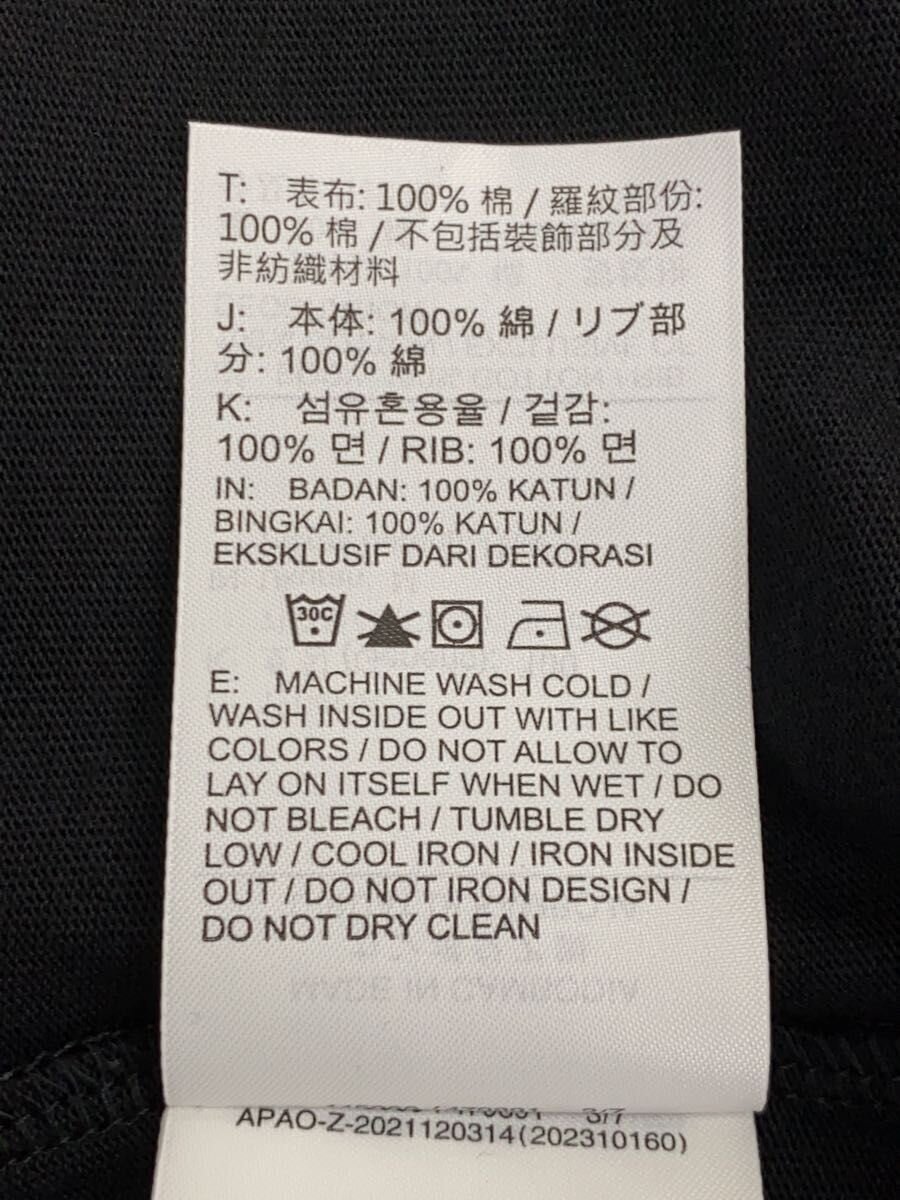 T: 表布: 100% 棉 / 羅紋部份:
100% 棉 / 不包括裝飾部分及
非紡織材料
J: 本体: 100% 綿 / リブ部
分: 100% 綿
K: 섬유혼용율 / 겉감:
100% 면 / RIB: 100% 면
IN: BADAN: 100% KATUN /
BINGKAI: 100% KATUN /
EKSKLUSIF DARI DEKORASI
30C
E: MACHINE WASH COLD /
WASH INSIDE OUT WITH LIKE
COLORS / DO NOT ALLOW TO
LAY ON ITSELF WHEN WET / DO
NOT BLEACH / TUMBLE DRY
LOW / COOL IRON / IRON INSIDE
OUT / DO NOT IRON DESIGN /
DO NOT DRY CLEAN
3/7
APAO-Z-2021120314(202310160)